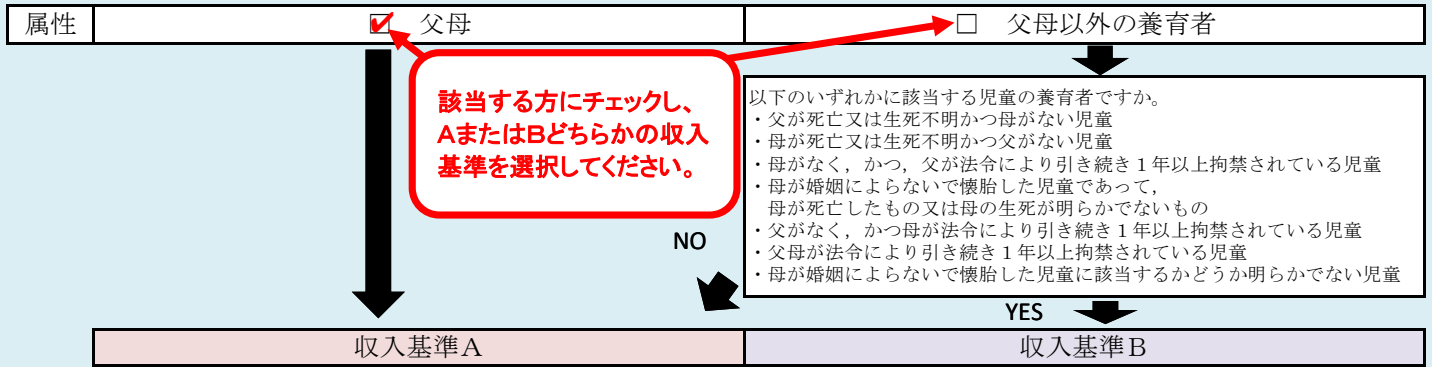 属性
☑ 父母
□ 父母以外の養育者
該当する方にチェックし、
AまたはBどちらかの収入
基準を選択してください。
以下のいずれかに該当する児童の養育者ですか。
・父が死亡又は生死不明かつ母がない児童
・母が死亡又は生死不明かつ父がない児童
・母がなく，かつ，父が法令により引き続き１年以上拘禁されている児童
・母が婚姻によらないで懐胎した児童であって，
母が死亡したもの又は母の生死が明らかでないもの
・父がなく，かつ母が法令により引き続き１年以上拘禁されている児童
・父母が法令により引き続き１年以上拘禁されている児童
・母が婚姻によらないで懐胎した児童に該当するかどうか明らかでない児童
NO
YES
収入基準A
収入基準B